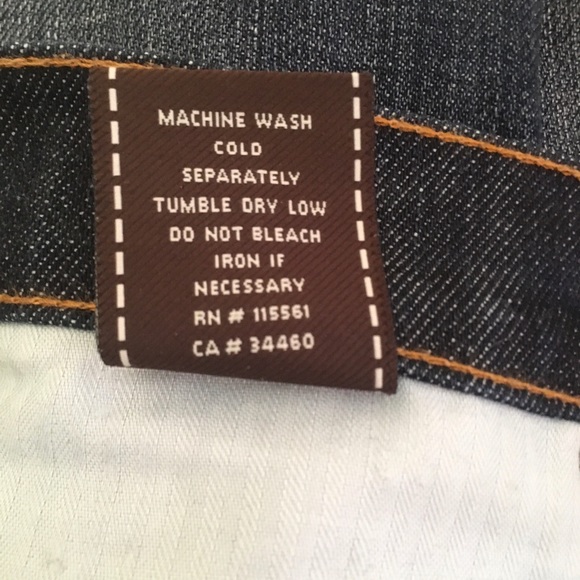 MACHINE WASH
COLD
SEPARATELY
TUMBLE DRY LOW
DO NOT BLEACH
IRON IF
NECESSARY
RN # 115561
CA # 34460